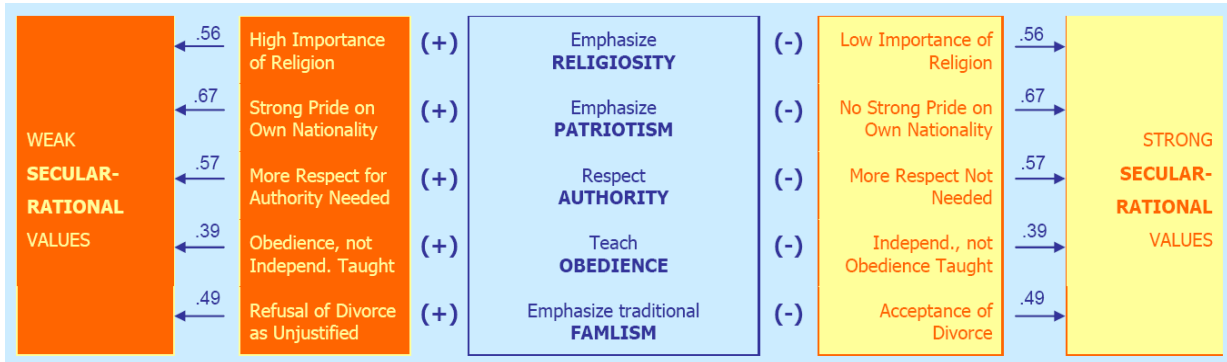 WEAK
SECULAR-
RATIONAL
VALUES
.56
High Importance
of Religion
(+)
Emphasize
RELIGIOSITY
(-)
Low Importance of
Religion
.56
.67
Strong Pride on
Own Nationality
(+)
Emphasize
PATRIOTISM
(-)
No Strong Pride on
Own Nationality
.67
.57
More Respect for
Authority Needed
(+)
Respect
AUTHORITY
(-)
More Respect Not
Needed
.57
.39
Obedience, not
Independ. Taught
(+)
Teach
OBEDIENCE
(-)
Independ., not
Obedience Taught
.39
.49
Refusal of Divorce
as Unjustified
(+)
Emphasize traditional
FAMLISM
(-)
Acceptance of
Divorce
.49
STRONG
SECULAR-
RATIONAL
VALUES